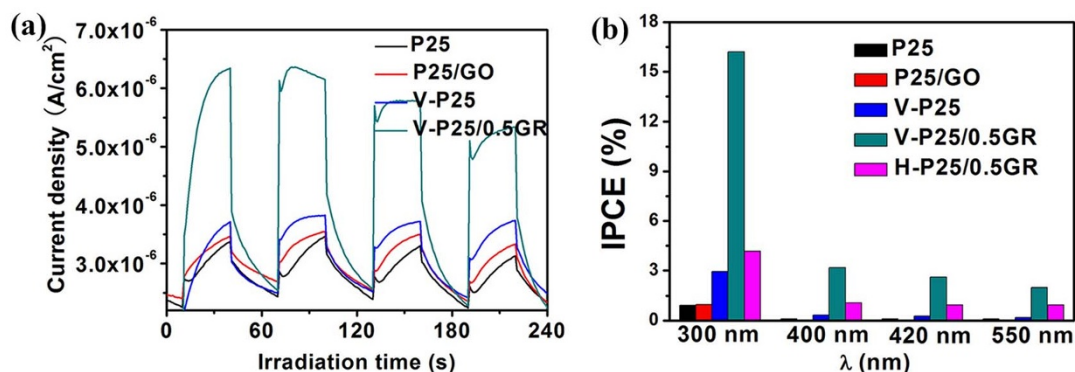 (a)
Current density (A/cm²)
7.0x10⁻⁶
6.0x10⁻⁶
5.0x10⁻⁶
4.0x10⁻⁶
3.0x10⁻⁶
P25
P25/GO
V-P25
V-P25/0.5GR
0 60 120 180 240
Irradiation time (s)
(b)
IPCE (%)
18
15
12
9
6
3
0
P25
P25/GO
V-P25
V-P25/0.5GR
H-P25/0.5GR
300 nm 400 nm 420 nm 550 nm
λ (nm)